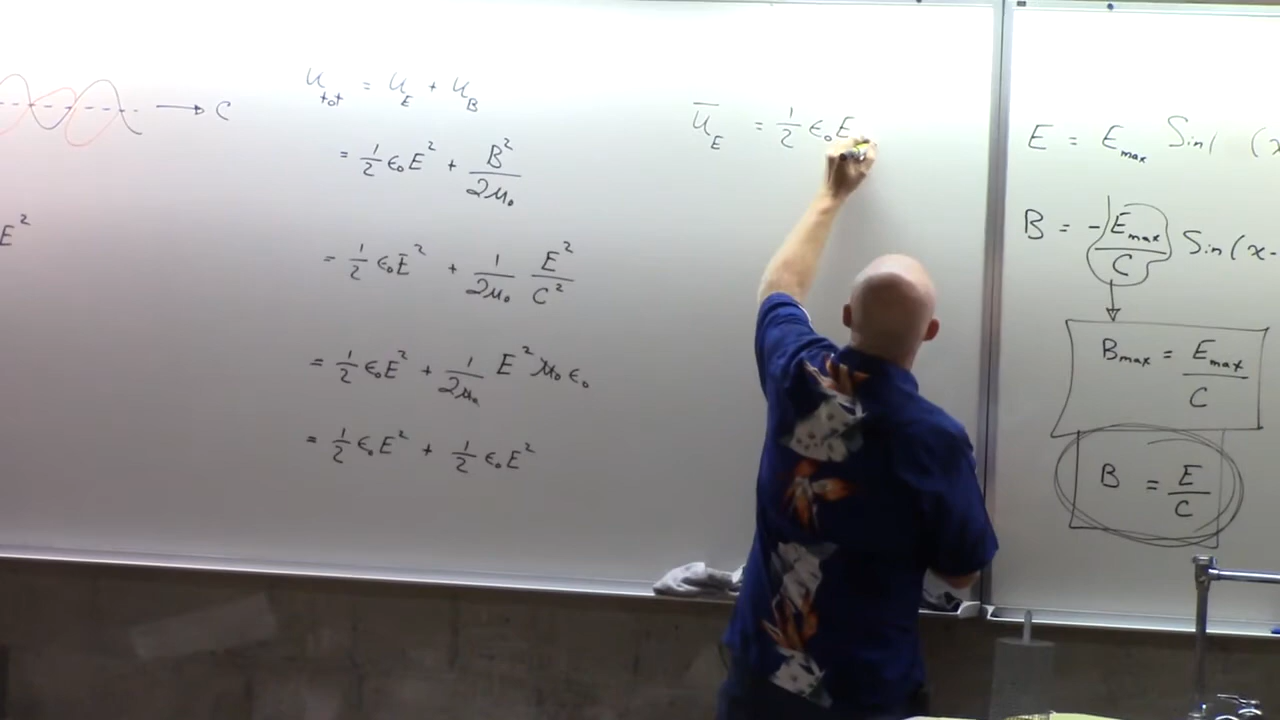 → C
E²
U_tot = U_E + U_B
= 1/2 ε₀E² + B²/2μ₀
= 1/2 ε₀E² + 1/2μ₀ E²/C²
= 1/2 ε₀E² + 1/2μ₀ E² μ₀ ε₀
= 1/2 ε₀E² + 1/2 ε₀E²
U̅_E = 1/2 ε₀E
E = E_max Sin( (x
B = - E_max/C Sin(x-
B_max = E_max/C
B = E/C